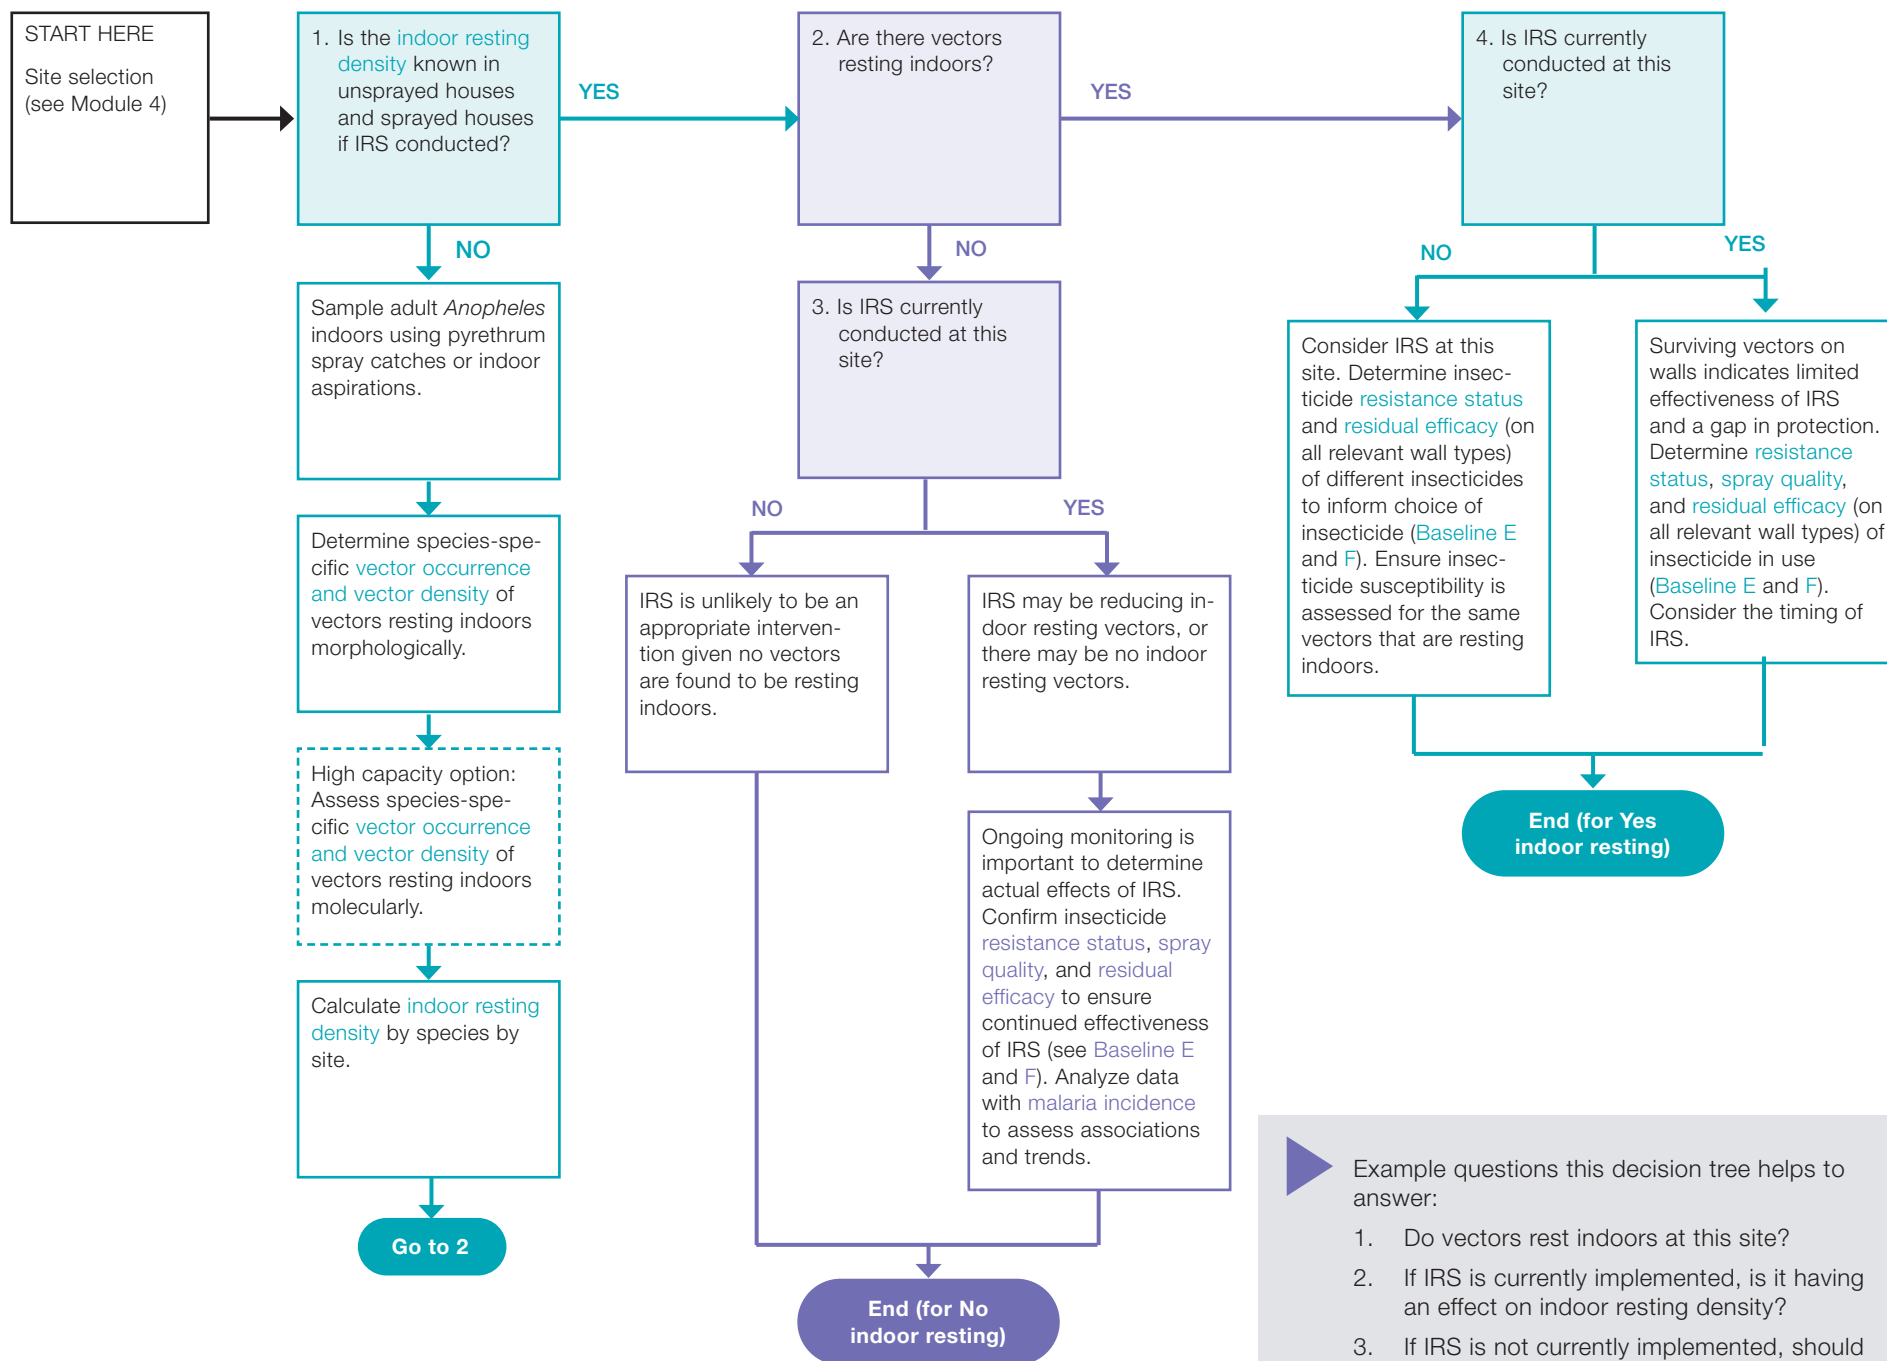 START HERE
Site selection
(see Module 4)
1. Is the indoor resting
density known in
unsprayed houses
and sprayed houses
if IRS conducted?
YES
NO
Sample adult Anopheles
indoors using pyrethrum
spray catches or indoor
aspirations.
Determine species-spe-
cific vector occurrence
and vector density of
vectors resting indoors
morphologically.
High capacity option:
Assess species-spe-
cific vector occurrence
and vector density of
vectors resting indoors
molecularly.
Calculate indoor resting
density by species by
site.
Go to 2
2. Are there vectors
resting indoors?
YES
NO
3. Is IRS currently
conducted at this
site?
NO
YES
IRS is unlikely to be an
appropriate interven-
tion given no vectors
are found to be resting
indoors.
IRS may be reducing in-
door resting vectors, or
there may be no indoor
resting vectors.
Ongoing monitoring is
important to determine
actual effects of IRS.
Confirm insecticide
resistance status, spray
quality, and residual
efficacy to ensure
continued effectiveness
of IRS (see Baseline E
and F). Analyze data
with malaria incidence
to assess associations
and trends.
End (for No
indoor resting)
4. Is IRS currently
conducted at this
site?
NO
YES
Consider IRS at this
site. Determine insec-
ticide resistance status
and residual efficacy (on
all relevant wall types)
of different insecticides
to inform choice of
insecticide (Baseline E
and F). Ensure insec-
ticide susceptibility is
assessed for the same
vectors that are resting
indoors.
Surviving vectors on
walls indicates limited
effectiveness of IRS
and a gap in protection.
Determine resistance
status, spray quality,
and residual efficacy (on
all relevant wall types) of
insecticide in use
(Baseline E and F).
Consider the timing of
IRS.
End (for Yes
indoor resting)
Example questions this decision tree helps to
answer:
1. Do vectors rest indoors at this site?
2. If IRS is currently implemented, is it having
an effect on indoor resting density?
3. If IRS is not currently implemented, should